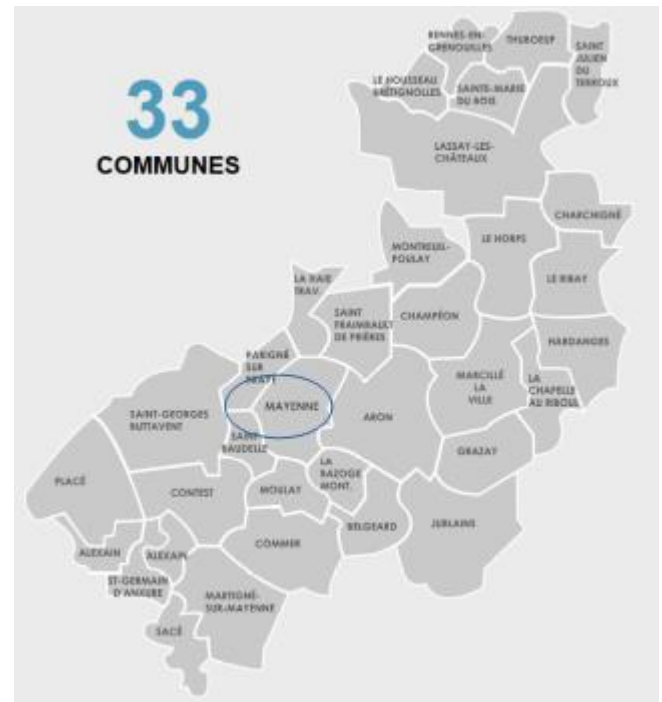 33
COMMUNES
RENNES-EN-
GRENOUILLES
THUBOEUF
SAINT
JULIEN
DU
TERROUX
LE HOUSSEAU
BRÉTIGNOLLES
SAINTE-MARIE
DU BOIS
LASSAY-LES-
CHÂTEAUX
CHARCHIGNÉ
MONTREUIL-
POULAY
LE HORPS
LA HAIE
TRAV.
LE RIBAY
SAINT
FRAIMBAULT
DE PRIÈRES
CHAMPÉON
HARDANGES
PARIGNÉ
SUR
BRAYE
MARCILLÉ
LA
VILLE
LA
CHAPELLE
AU RIBOUL
MAYENNE
SAINT-GEORGES
BUTTAVENT
ARON
SAINT
BAUDELLE
GRAZAY
LA
BAZOGE
MONT.
PLACÉ
CONTEST
MOULAY
BELGEARD
JUBLAINS
COMMER
ALEXAIN
ALEXAIN
ST-GERMAIN
D'ANXURE
MARTIGNÉ-
SUR-MAYENNE
SACÉ